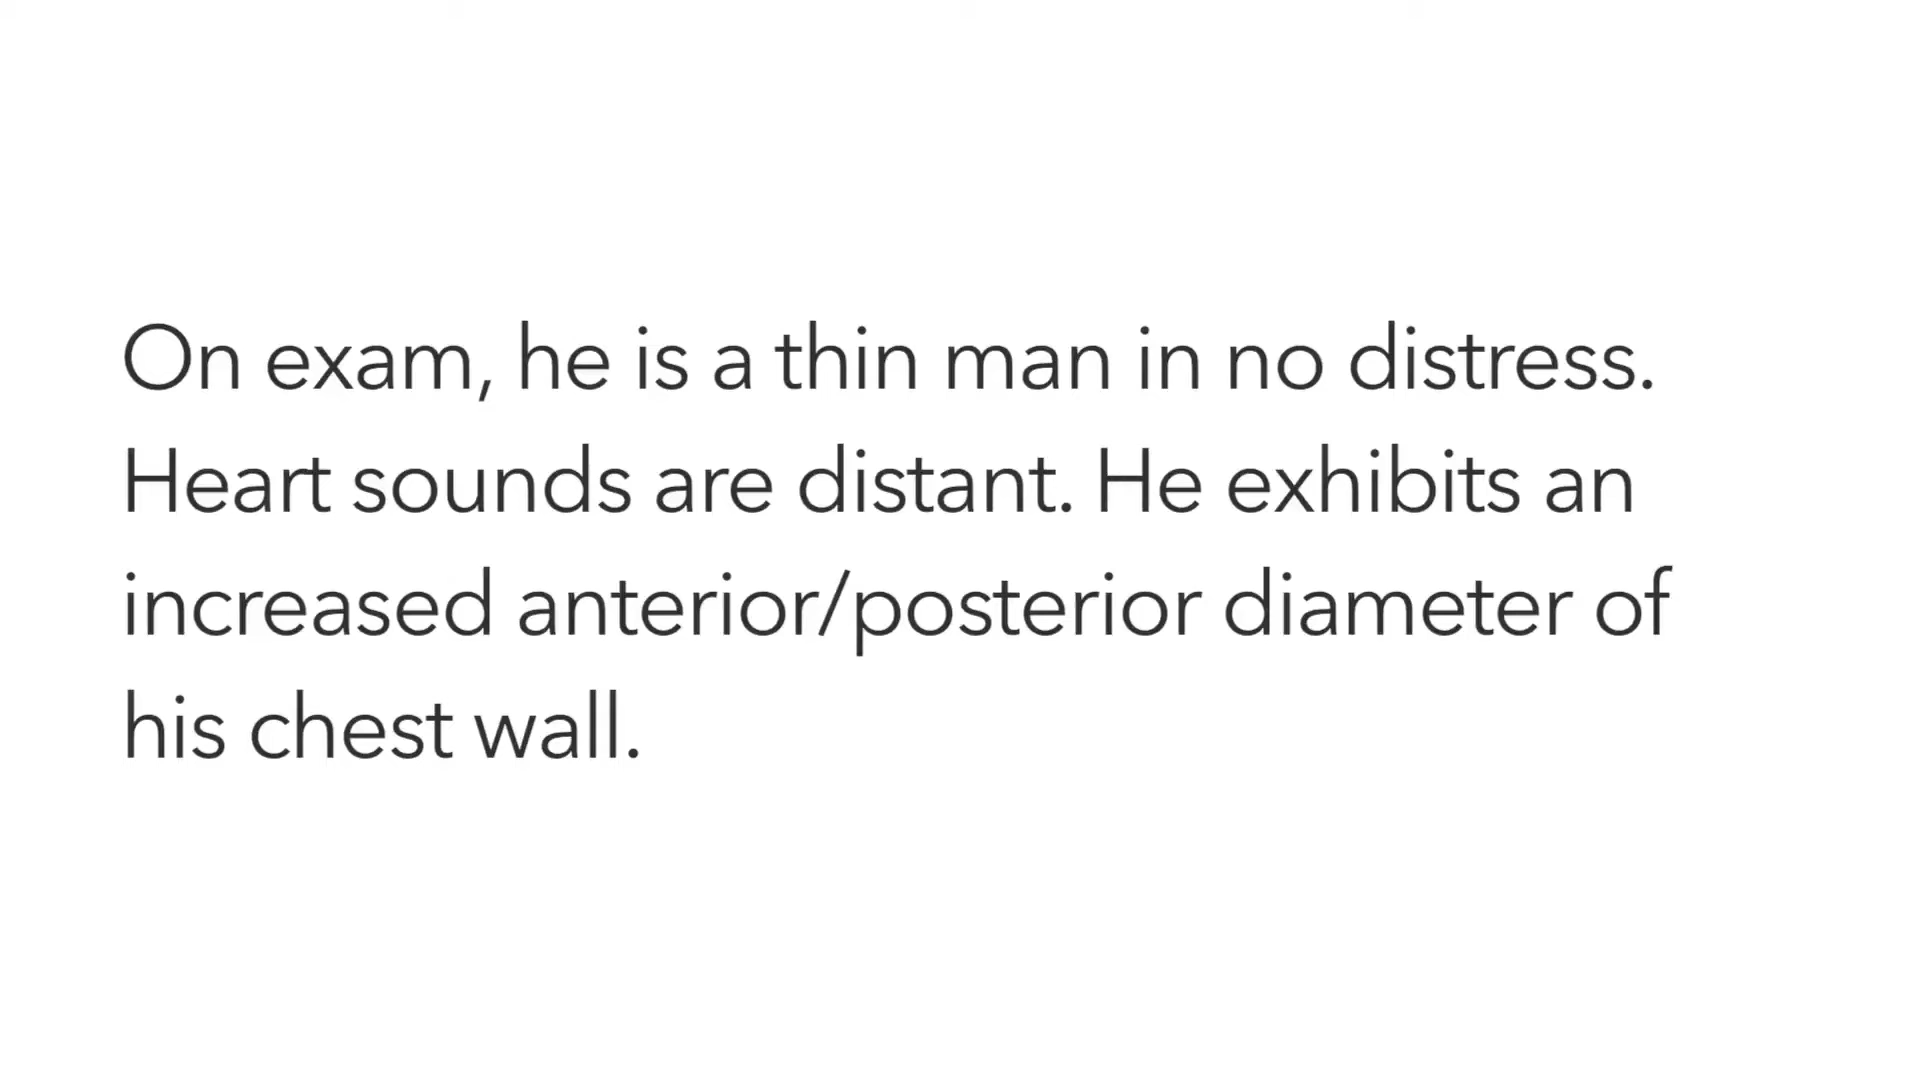 On exam, he is a thin man in no distress.
Heart sounds are distant. He exhibits an
increased anterior/posterior diameter of
his chest wall.